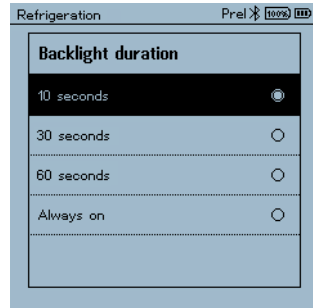 Refrigeration Prel 100%
Backlight duration
10 seconds
30 seconds
60 seconds
Always on